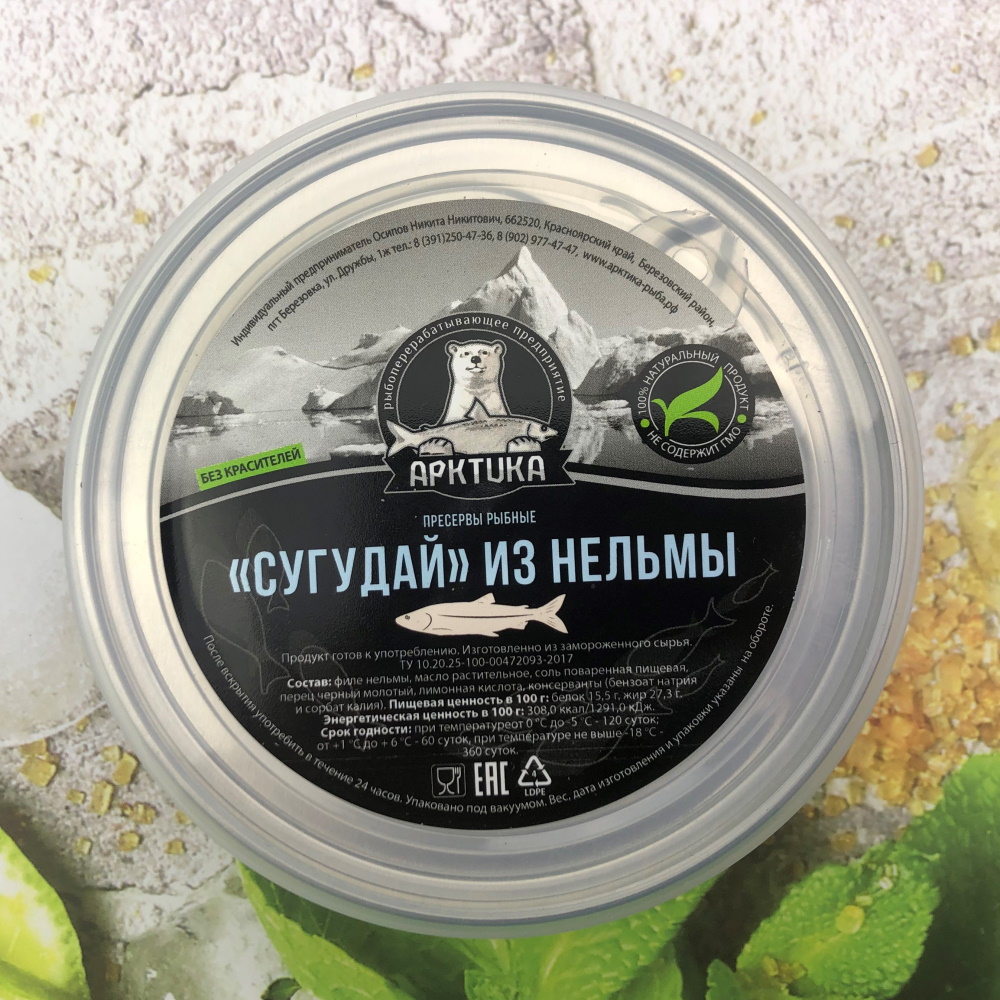 Индивидуальный предприниматель Осипов Никита Никитович, 662520, Красноярский край, Березовский район,
пгт Березовка, ул. Дружбы, 1ж тел.: 8 (391)250-47-36, 8 (902) 977-47-47, www.арктика-рыба.рф
рыбоперерабатывающее предприятие
АРКТИКА
100% НАТУРАЛЬНЫЙ ПРОДУКТ
• НЕ СОДЕРЖИТ ГМО •
БЕЗ КРАСИТЕЛЕЙ
ПРЕСЕРВЫ РЫБНЫЕ
«СУГУДАЙ» ИЗ НЕЛЬМЫ
Продукт готов к употреблению. Изготовленно из замороженного сырья.
ТУ 10.20.25-100-00472093-2017
Состав: филе нельмы, масло растительное, соль поваренная пищевая,
перец черный молотый, лимонная кислота, консерванты (бензоат натрия
и сорбат калия). Пищевая ценность в 100 г: белок 15,5 г, жир 27,3 г.
Энергетическая ценность в 100 г: 308,0 ккал/1291,0 кДж.
Срок годности: при температуреот 0 °С до -5 °С - 120 суток;
от +1 °С до + 6 °С - 60 суток, при температуре не выше -18 °С -
360 суток.
EAC
4
LDPE
После вскрытия употребить в течение 24 часов. Упаковано под вакуумом. Вес, дата изготовления и упаковки указаны на обороте.